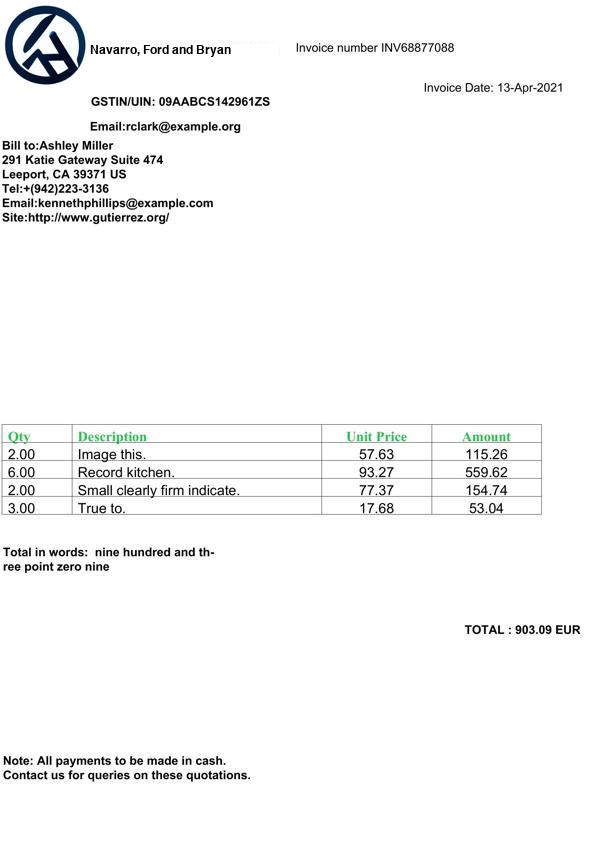 Navarro, Ford and Bryan
Invoice number INV68877088
Invoice Date: 13-Apr-2021
GSTIN/UIN: 09AABCS142961ZS
Email:rclark@example.org
Bill to:Ashley Miller
291 Katie Gateway Suite 474
Leeport, CA 39371 US
Tel:+(942)223-3136
Email:kennethphillips@example.com
Site:http://www.gutierrez.org/
Qty Description Unit Price Amount
2.00 Image this. 57.63 115.26
6.00 Record kitchen. 93.27 559.62
2.00 Small clearly firm indicate. 77.37 154.74
3.00 True to. 17.68 53.04
Total in words:  nine hundred and th-
ree point zero nine
TOTAL : 903.09 EUR
Note: All payments to be made in cash.
Contact us for queries on these quotations.